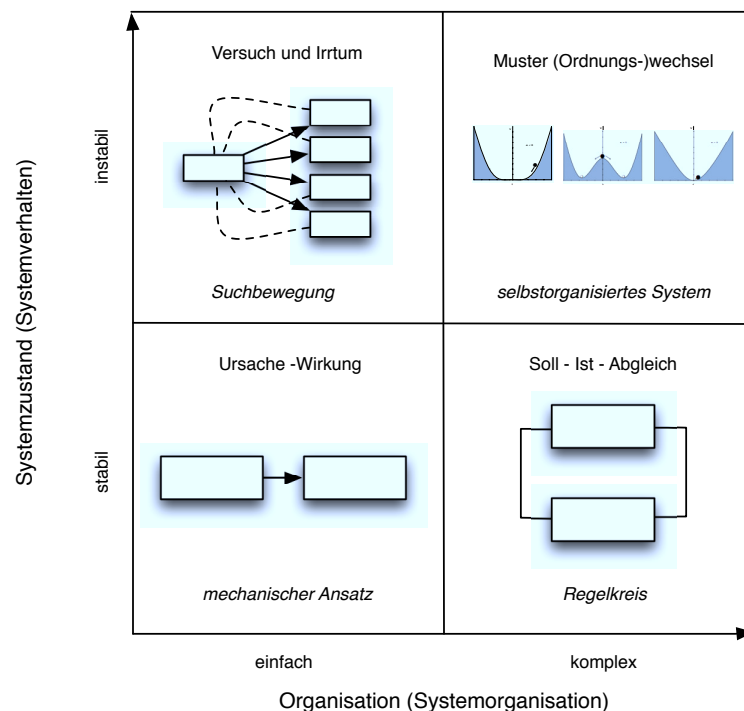 Versuch und Irrtum
Muster (Ordnungs-)wechsel
Suchbewegung
selbstorganisiertes System
Ursache -Wirkung
Soll - Ist - Abgleich
mechanischer Ansatz
Regelkreis
Systemzustand (Systemverhalten)
instabil
stabil
einfach
komplex
Organisation (Systemorganisation)